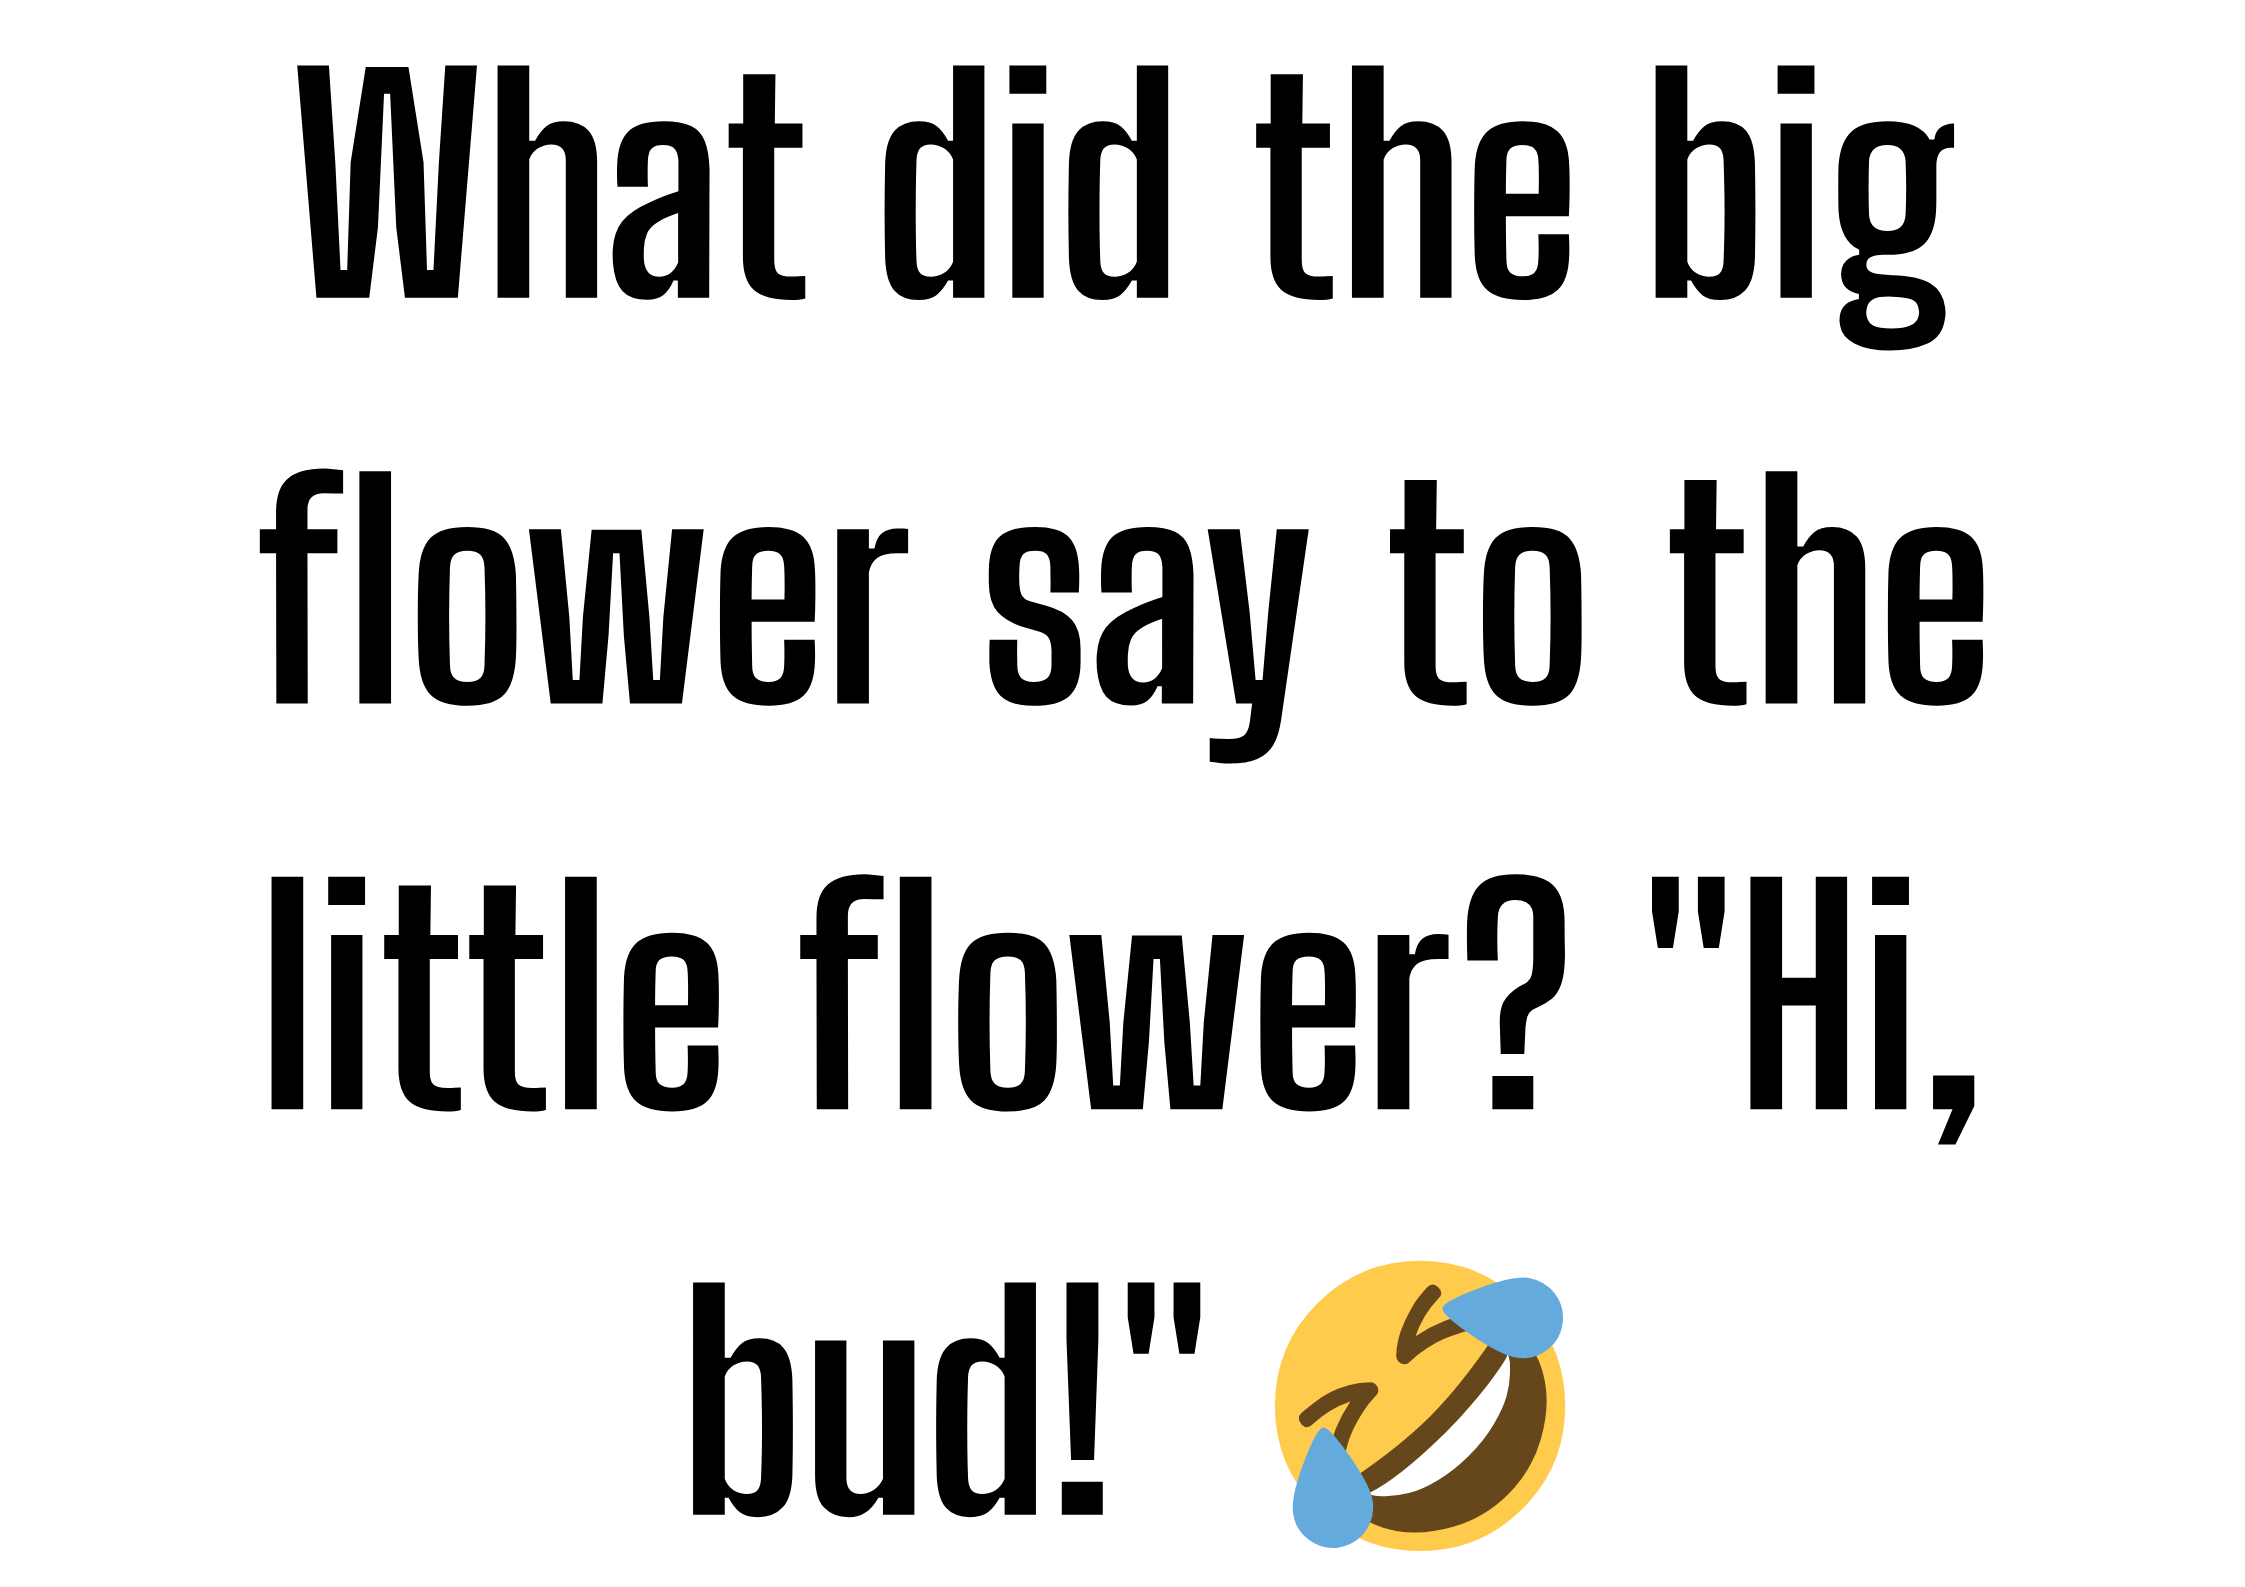 What did the big
flower say to the
little flower? "Hi,
bud!" 🤣